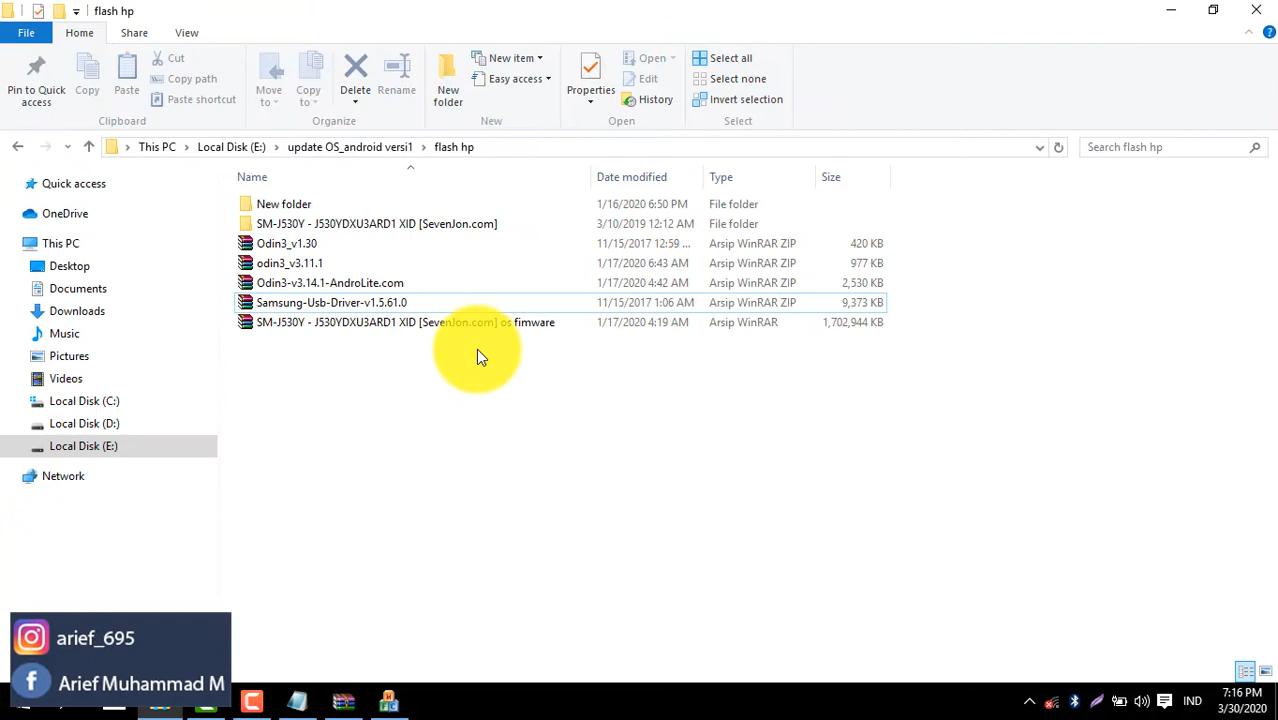 flash hp
File
Home
Share
View
Pin to Quick access
Copy
Paste
Cut
Copy path
Paste shortcut
Clipboard
Move to
Copy to
Delete
Rename
Organize
New folder
New item
Easy access
New
Properties
Open
Edit
History
Open
Select all
Select none
Invert selection
Select
This PC
Local Disk (E:)
update OS_android versi1
flash hp
Search flash hp
Name
Date modified
Type
Size
Quick access
OneDrive
This PC
Desktop
Documents
Downloads
Music
Pictures
Videos
Local Disk (C:)
Local Disk (D:)
Local Disk (E:)
Network
New folder 1/16/2020 6:50 PM File folder
SM-J530Y - J530YDXU3ARD1 XID [SevenJon.com] 3/10/2019 12:12 AM File folder
Odin3_v1.30 11/15/2017 12:59 ... Arsip WinRAR ZIP 420 KB
odin3_v3.11.1 1/17/2020 6:43 AM Arsip WinRAR ZIP 977 KB
Odin3-v3.14.1-AndroLite.com 1/17/2020 4:42 AM Arsip WinRAR ZIP 2,530 KB
Samsung-Usb-Driver-v1.5.61.0 11/15/2017 1:06 AM Arsip WinRAR ZIP 9,373 KB
SM-J530Y - J530YDXU3ARD1 XID [SevenJon.com] os fimware 1/17/2020 4:19 AM Arsip WinRAR 1,702,944 KB
arief_695
Arief Muhammad M
IND
7:16 PM
3/30/2020